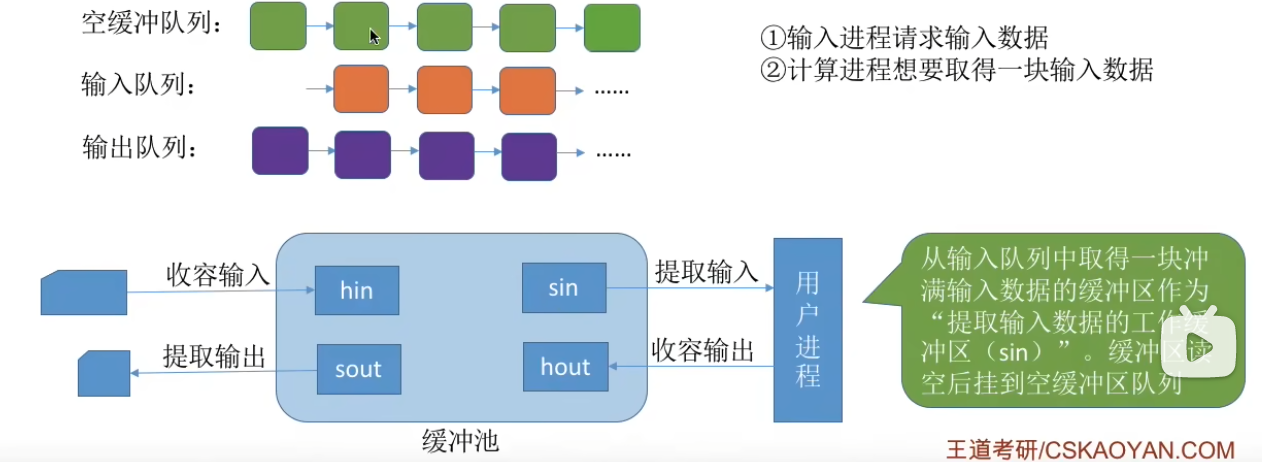 空缓冲队列：
①输入进程请求输入数据
②计算进程想要取得一块输入数据
输入队列：
……
输出队列：
……
收容输入
hin
sin
提取输入
提取输出
sout
hout
收容输出
用户进程
缓冲池
从输入队列中取得一块冲
满输入数据的缓冲区作为
“提取输入数据的工作缓
冲区（sin）”。缓冲区读
空后挂到空缓冲区队列
王道考研/CSKAOYAN.COM